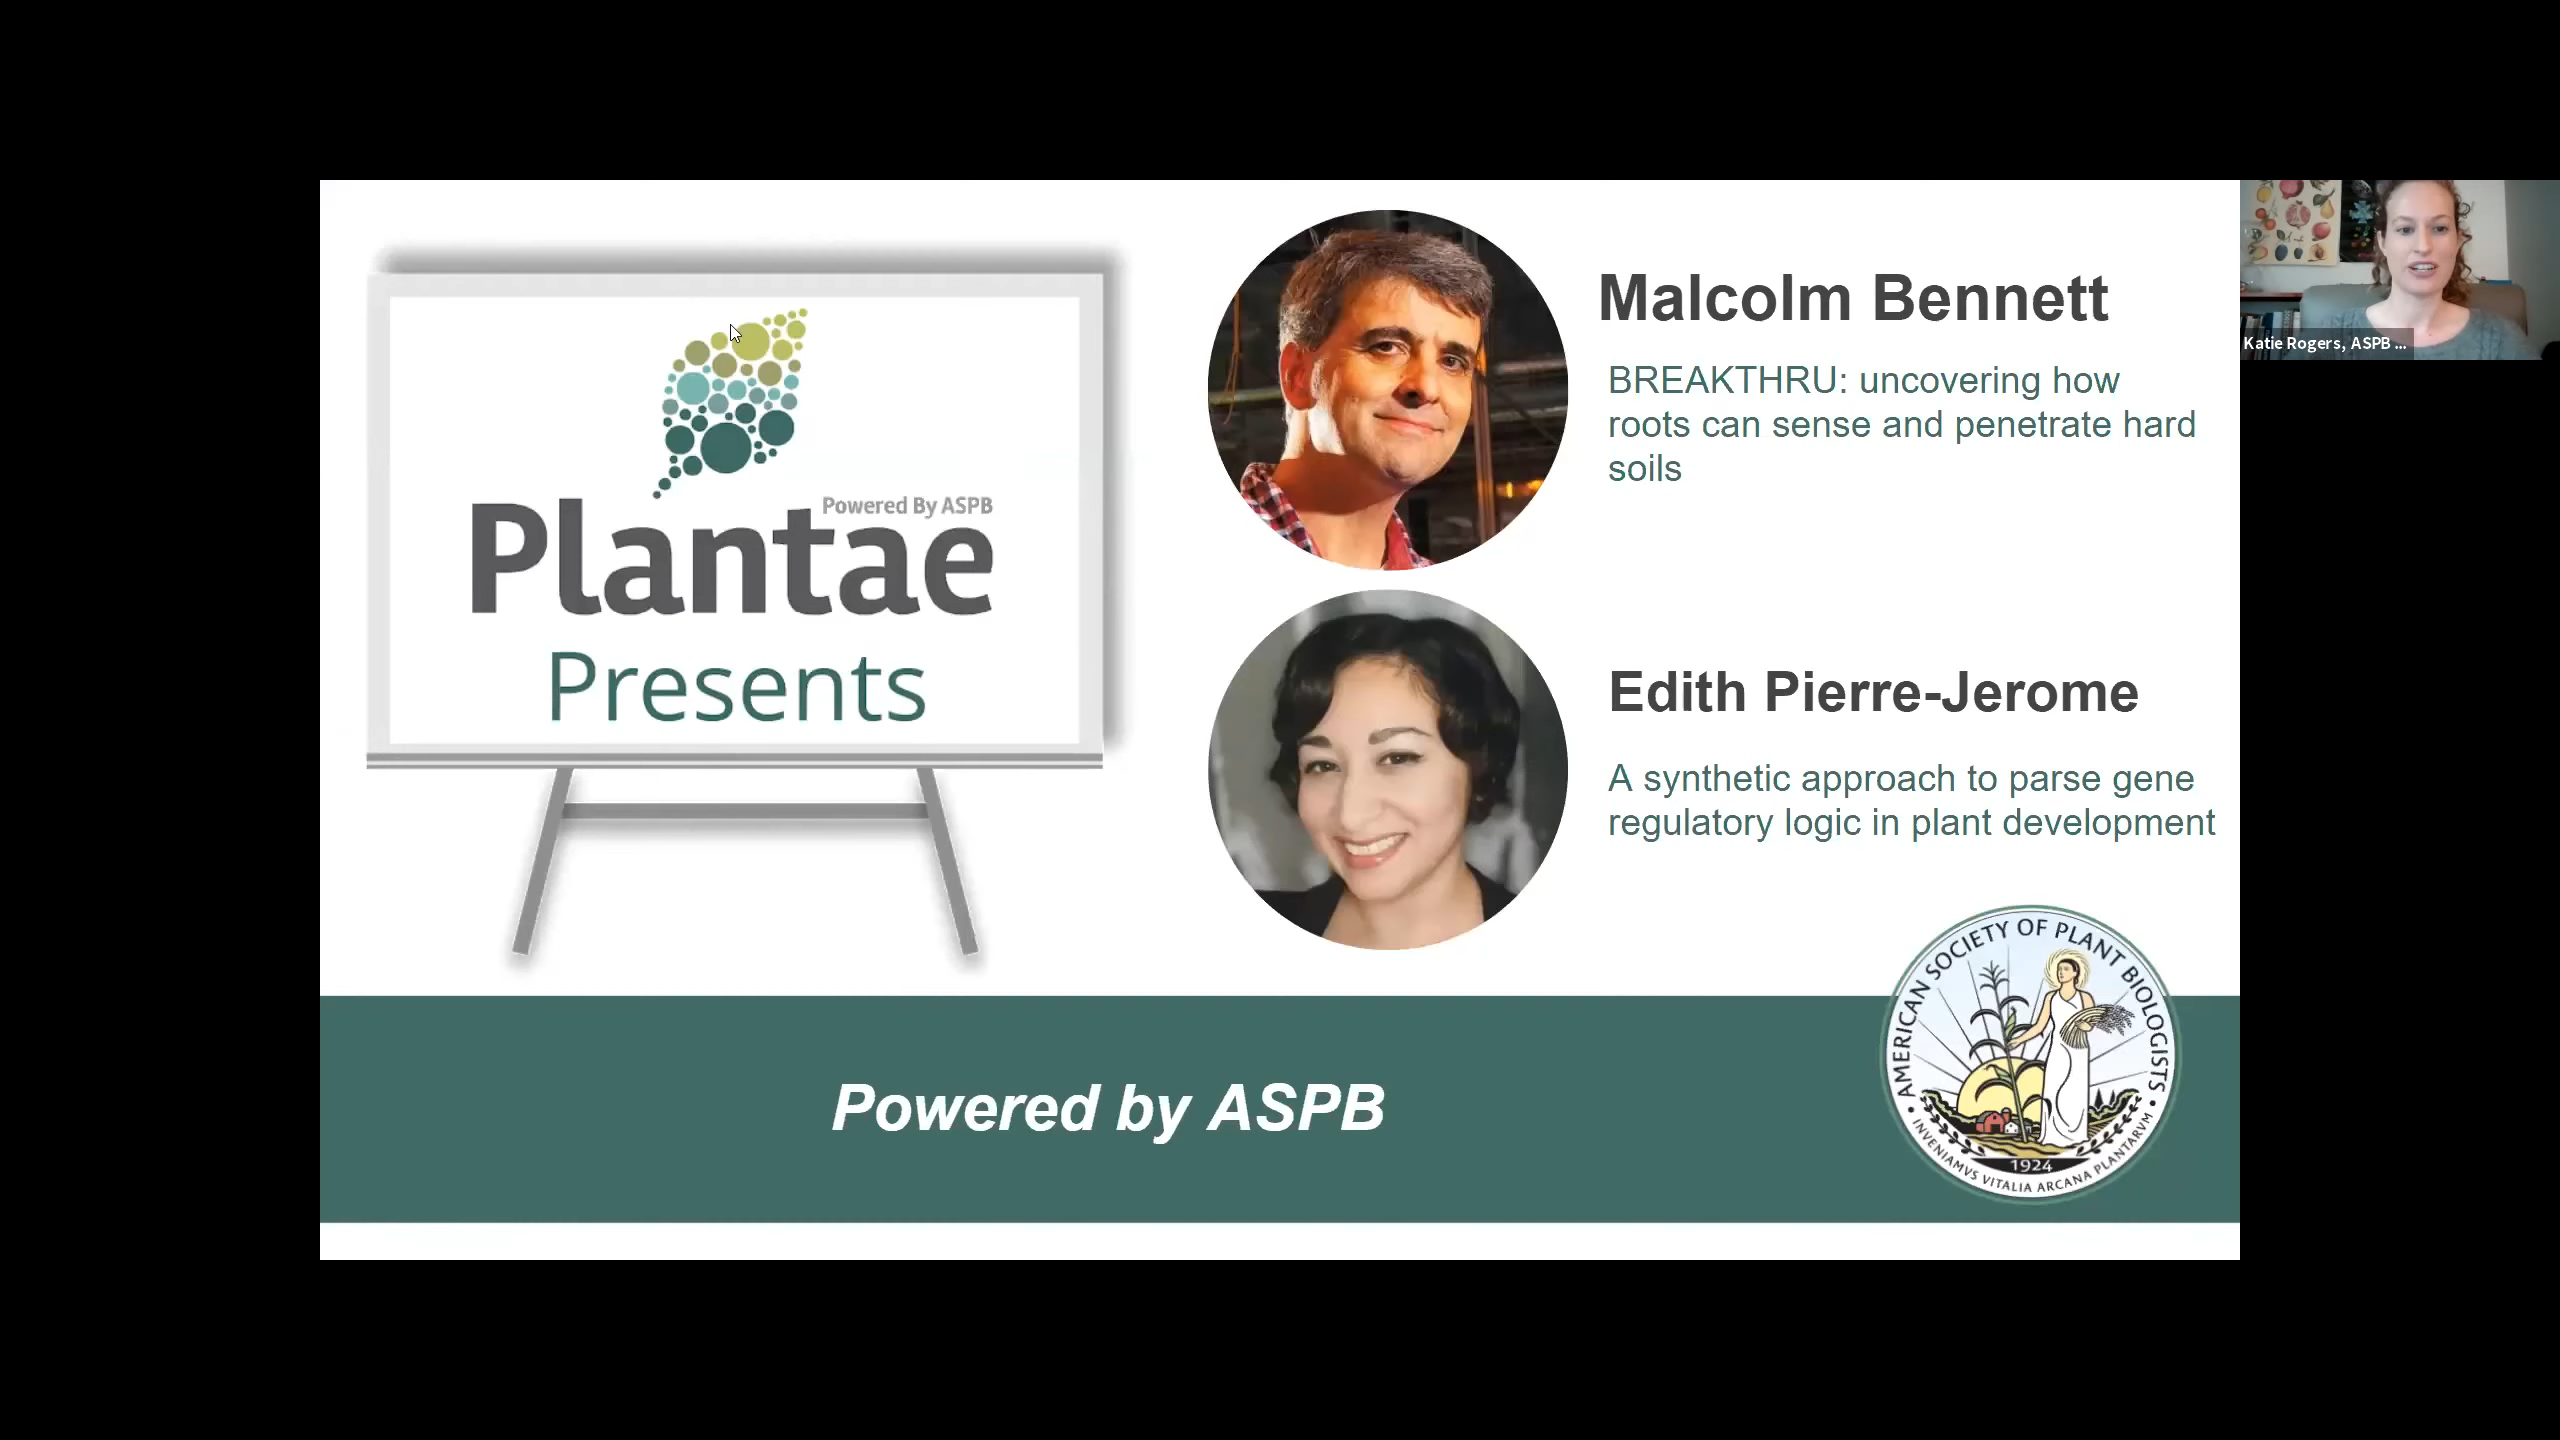 Powered By ASPB
Plantae
Presents
Malcolm Bennett
BREAKTHRU: uncovering how
roots can sense and penetrate hard
soils
Edith Pierre-Jerome
A synthetic approach to parse gene
regulatory logic in plant development
Powered by ASPB
• AMERICAN SOCIETY OF PLANT BIOLOGISTS •
1924
INVENIAMVS VITALIA ARCANA PLANTARVM
Katie Rogers, ASPB ...